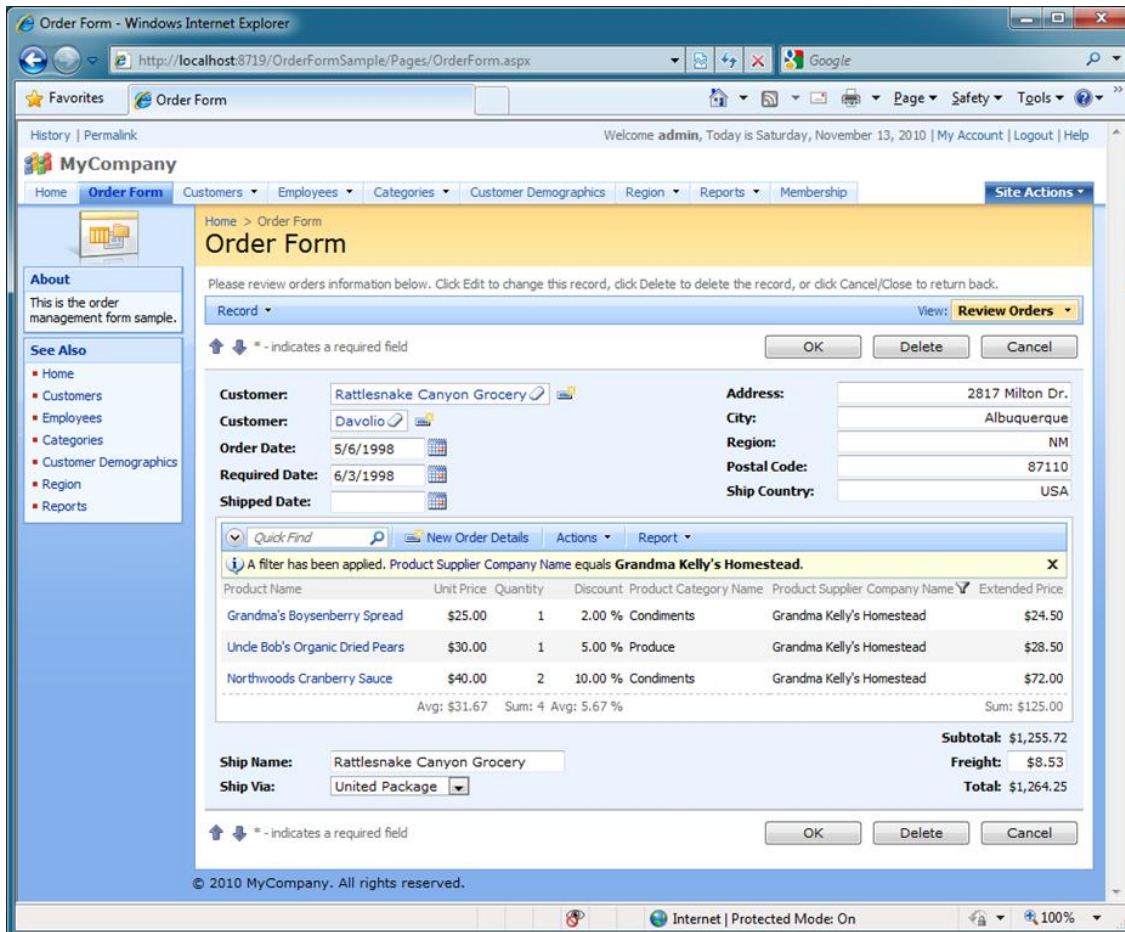 Order Form - Windows Internet Explorer
http://localhost:8719/OrderFormSample/Pages/OrderForm.aspx
Google
Favorites
Order Form
Page
Safety
Tools
History | Permalink
Welcome admin, Today is Saturday, November 13, 2010 | My Account | Logout | Help
MyCompany
Home Order Form Customers Employees Categories Customer Demographics Region Reports Membership Site Actions
Home > Order Form
Order Form
About
This is the order
management form sample.
See Also
Home
Customers
Employees
Categories
Customer Demographics
Region
Reports
Please review orders information below. Click Edit to change this record, click Delete to delete the record, or click Cancel/Close to return back.
Record
View: Review Orders
* - indicates a required field
OK Delete Cancel
Customer: Rattlesnake Canyon Grocery
Customer: Davolio
Order Date: 5/6/1998
Required Date: 6/3/1998
Shipped Date:
Address: 2817 Milton Dr.
City: Albuquerque
Region: NM
Postal Code: 87110
Ship Country: USA
Quick Find New Order Details Actions Report
A filter has been applied. Product Supplier Company Name equals Grandma Kelly's Homestead. X
Product Name Unit Price Quantity Discount Product Category Name Product Supplier Company Name Extended Price
Grandma's Boysenberry Spread $25.00 1 2.00 % Condiments Grandma Kelly's Homestead $24.50
Uncle Bob's Organic Dried Pears $30.00 1 5.00 % Produce Grandma Kelly's Homestead $28.50
Northwoods Cranberry Sauce $40.00 2 10.00 % Condiments Grandma Kelly's Homestead $72.00
Avg: $31.67 Sum: 4 Avg: 5.67 % Sum: $125.00
Subtotal: $1,255.72
Ship Name: Rattlesnake Canyon Grocery
Freight: $8.53
Ship Via: United Package
Total: $1,264.25
* - indicates a required field
OK Delete Cancel
© 2010 MyCompany. All rights reserved.
Internet | Protected Mode: On
100%